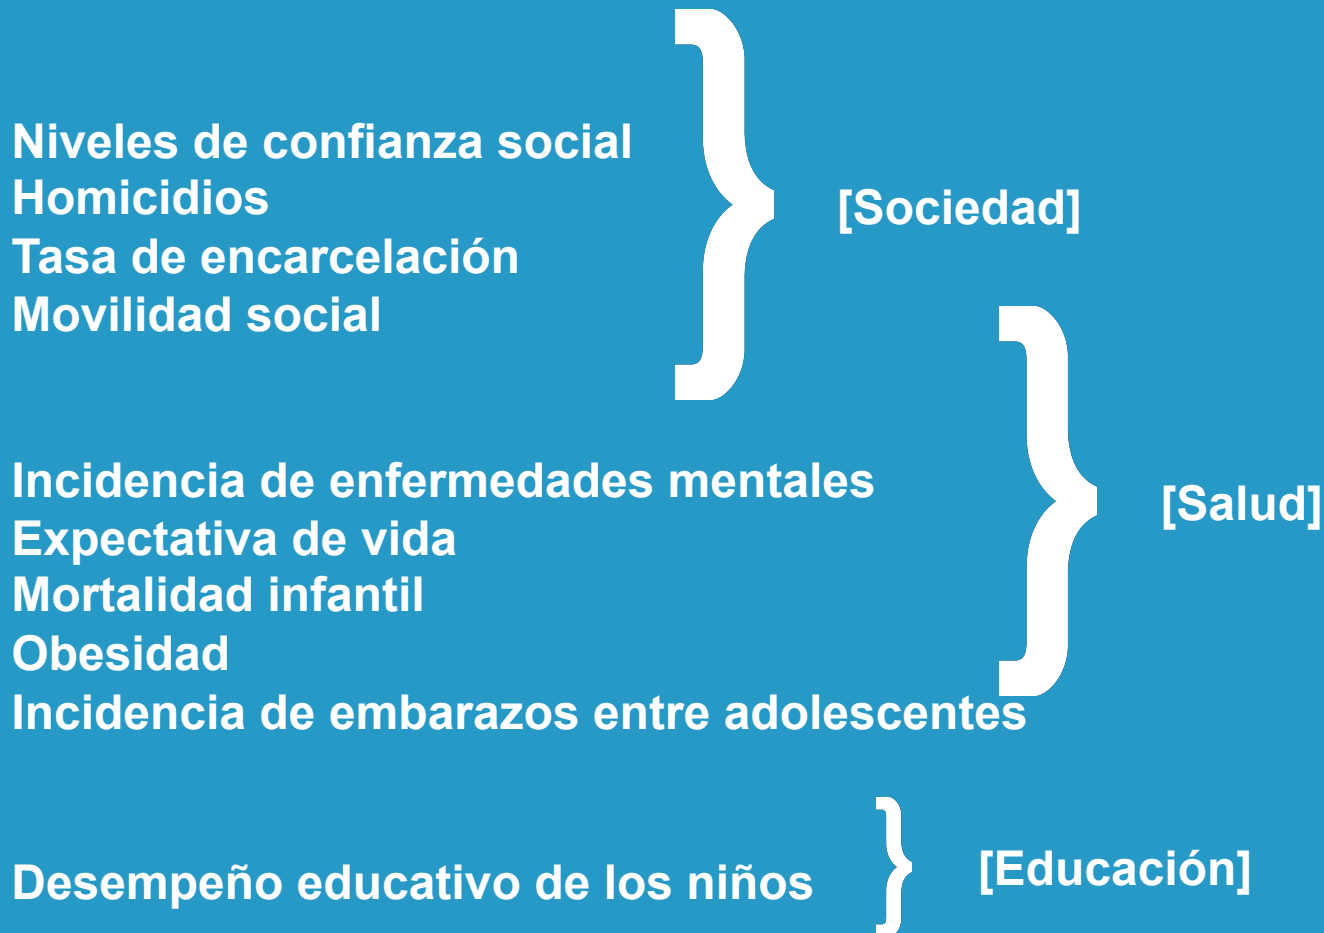 Niveles de confianza social
Homicidios
Tasa de encarcelación
Movilidad social
[Sociedad]
Incidencia de enfermedades mentales
Expectativa de vida
Mortalidad infantil
Obesidad
Incidencia de embarazos entre adolescentes
[Salud]
Desempeño educativo de los niños
[Educación]